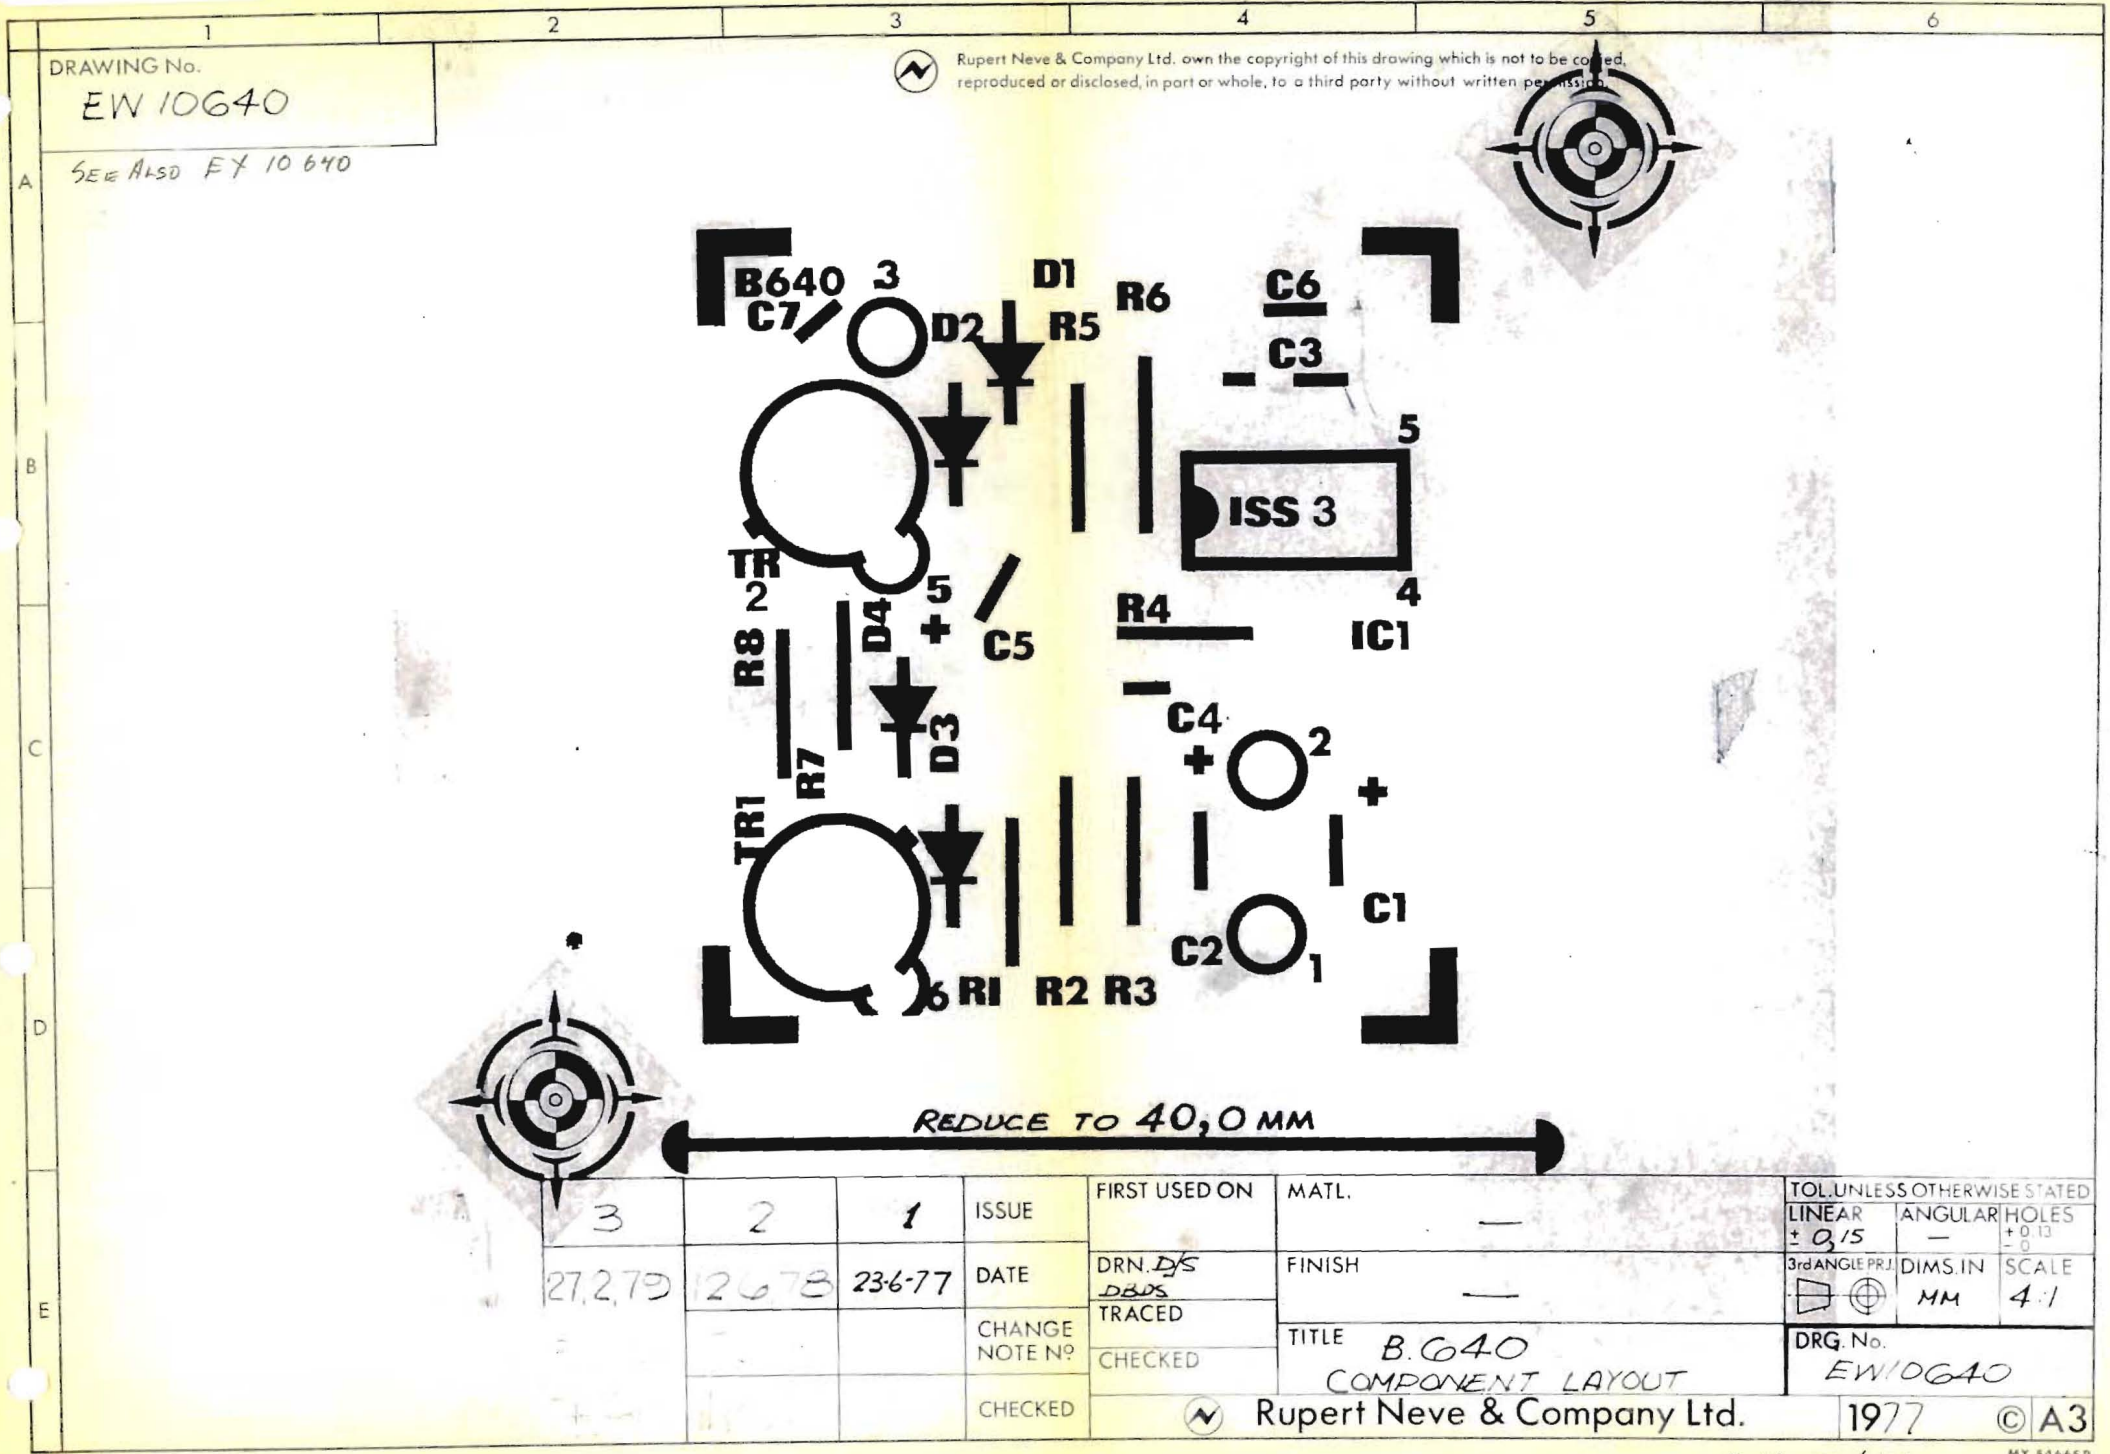 1 2 3 4 5 6
DRAWING No.
EW 10640
SEE ALSO EX 10640
Rupert Neve & Company Ltd. own the copyright of this drawing which is not to be copied,
reproduced or disclosed, in part or whole, to a third party without written permission.
A
B
C
D
E
B640 3
C7
D2
D1
R5
R6
C6
C3
5
ISS 3
4
IC1
TR
2
D4
5
+
C5
R4
R8
R7
D3
C4
+
2
+
TR1
C2
C1
1
6 R1 R2 R3
REDUCE TO 40,0 MM
3 2 1 ISSUE
27.2.79 12 6 78 23-6-77 DATE
CHANGE
NOTE Nº
CHECKED
FIRST USED ON
DRN. D/S
DBDS
TRACED
CHECKED
MATL. —
FINISH —
TITLE B.640
COMPONENT LAYOUT
TOL. UNLESS OTHERWISE STATED
LINEAR ANGULAR HOLES
± 0,15 — + 0.13
- 0
3rd ANGLE PRJ. DIMS. IN SCALE
MM 4:1
DRG. No.
EW10640
Rupert Neve & Company Ltd. 1977 © A3